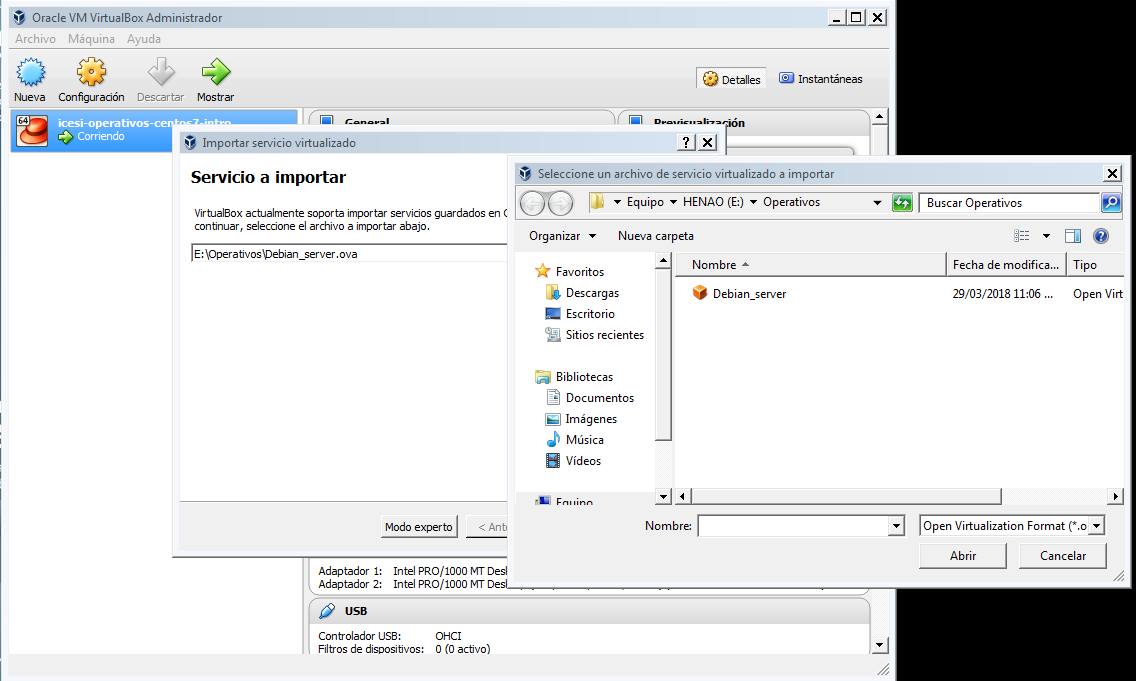 Oracle VM VirtualBox Administrador
Archivo Máquina Ayuda
Nueva Configuración Descartar Mostrar
Detalles Instantáneas
64 icesi-operativos-centos7-intro
Corriendo
General Previsualización
Importar servicio virtualizado
Servicio a importar
VirtualBox actualmente soporta importar servicios guardados en
continuar, seleccione el archivo a importar abajo.
E:\Operativos\Debian_server.ova
Modo experto < Ant
Seleccione un archivo de servicio virtualizado a importar
Equipo HENAO (E:) Operativos
Buscar Operativos
Organizar Nueva carpeta
Favoritos
Descargas
Escritorio
Sitios recientes
Bibliotecas
Documentos
Imágenes
Música
Vídeos
Equipo
Nombre Fecha de modifica... Tipo
Debian_server 29/03/2018 11:06 ... Open Virt
Nombre: Open Virtualization Format (*.o
Abrir Cancelar
Adaptador 1: Intel PRO/1000 MT Desk
Adaptador 2: Intel PRO/1000 MT Desk
USB
Controlador USB: OHCI
Filtros de dispositivos: 0 (0 activo)